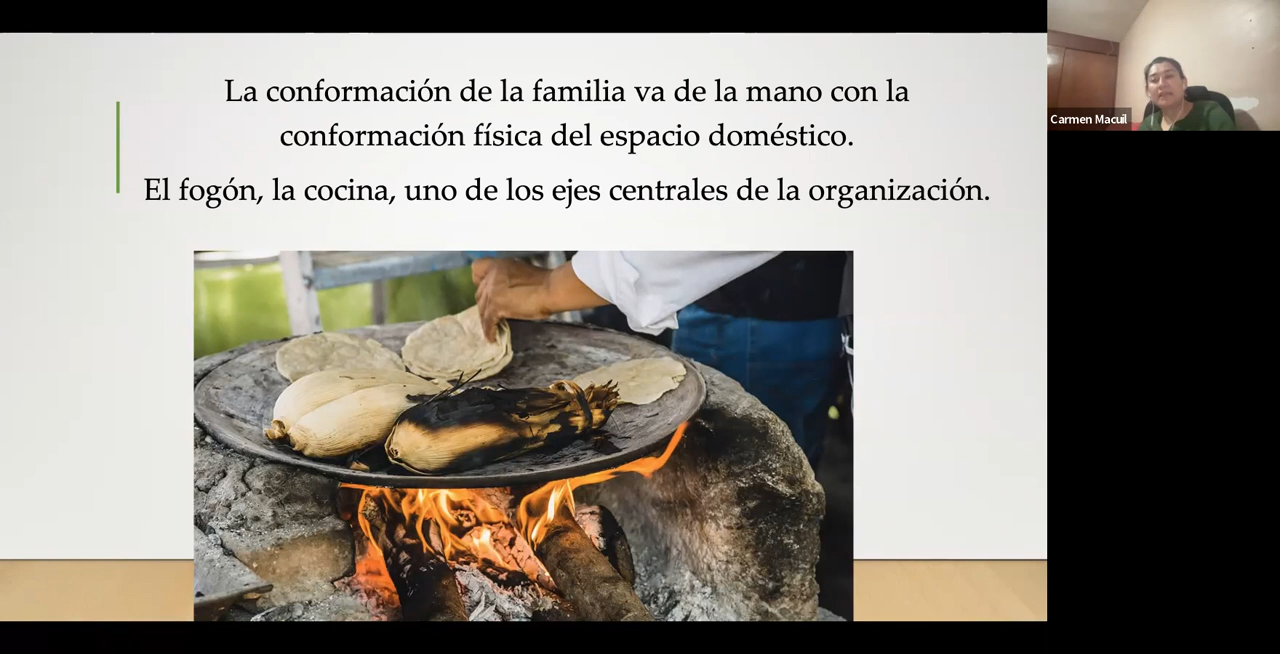 La conformación de la familia va de la mano con la
conformación física del espacio doméstico.
El fogón, la cocina, uno de los ejes centrales de la organización.
Carmen Macuil